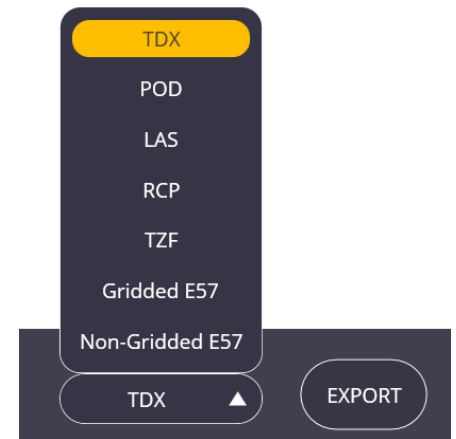 TDX
POD
LAS
RCP
TZF
Gridded E57
Non-Gridded E57
TDX
EXPORT